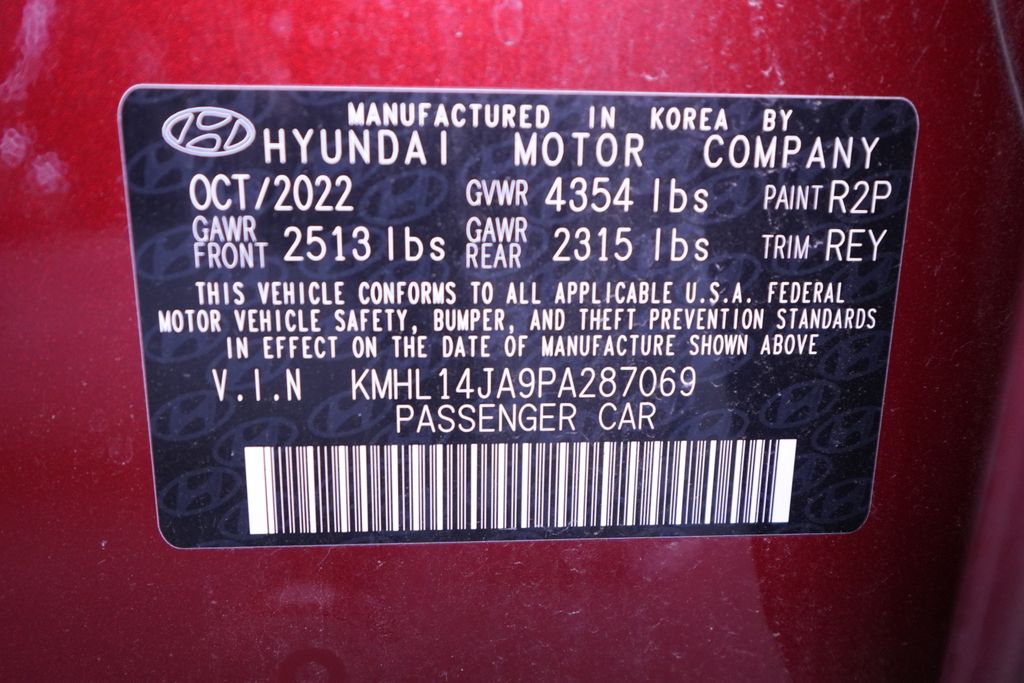 MANUFACTURED IN KOREA BY
HYUNDAI MOTOR COMPANY
OCT/2022 GVWR 4354 lbs PAINT R2P
GAWR FRONT 2513 lbs GAWR REAR 2315 lbs TRIM REY
THIS VEHICLE CONFORMS TO ALL APPLICABLE U.S.A. FEDERAL
MOTOR VEHICLE SAFETY, BUMPER, AND THEFT PREVENTION STANDARDS
IN EFFECT ON THE DATE OF MANUFACTURE SHOWN ABOVE
V.I.N KMHL14JA9PA287069
PASSENGER CAR